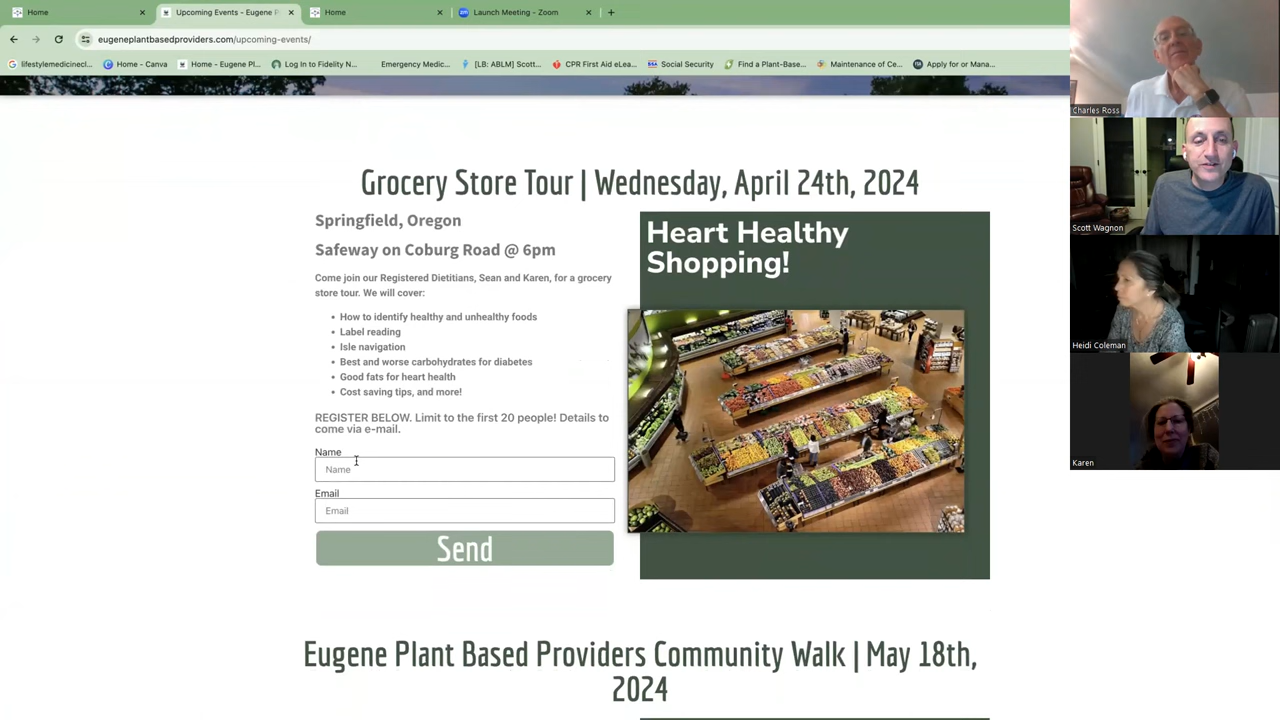 Home
Upcoming Events - Eugene P
Home
Launch Meeting - Zoom
eugeneplantbasedproviders.com/upcoming-events/
lifestylemedicinecl...
Home - Canva
Home - Eugene Pl...
Log In to Fidelity N...
Emergency Medic...
[LB: ABLM] Scott...
CPR First Aid eLea...
Social Security
Find a Plant-Base...
Maintenance of Ce...
Apply for or Mana...
Charles Ross
Scott Wagnon
Heidi Coleman
Karen
Grocery Store Tour | Wednesday, April 24th, 2024
Springfield, Oregon
Safeway on Coburg Road @ 6pm
Come join our Registered Dietitians, Sean and Karen, for a grocery
store tour. We will cover:
• How to identify healthy and unhealthy foods
• Label reading
• Isle navigation
• Best and worse carbohydrates for diabetes
• Good fats for heart health
• Cost saving tips, and more!
REGISTER BELOW. Limit to the first 20 people! Details to
come via e-mail.
Name
Name
Email
Email
Send
Heart Healthy
Shopping!
Eugene Plant Based Providers Community Walk | May 18th,
2024